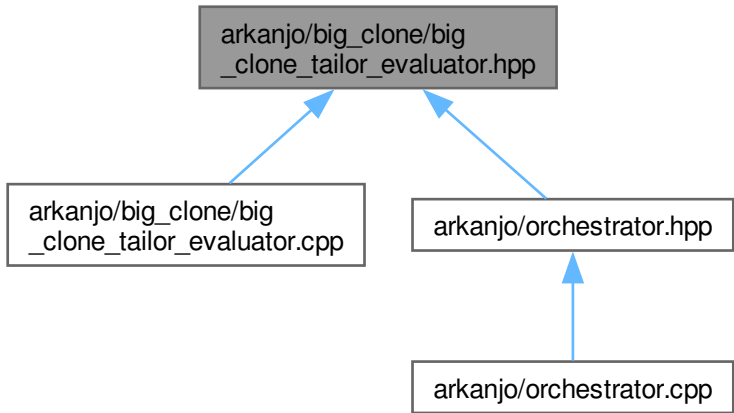 arkanjo/big_clone/big
_clone_tailor_evaluator.hpp
arkanjo/big_clone/big
_clone_tailor_evaluator.cpp
arkanjo/orchestrator.hpp
arkanjo/orchestrator.cpp